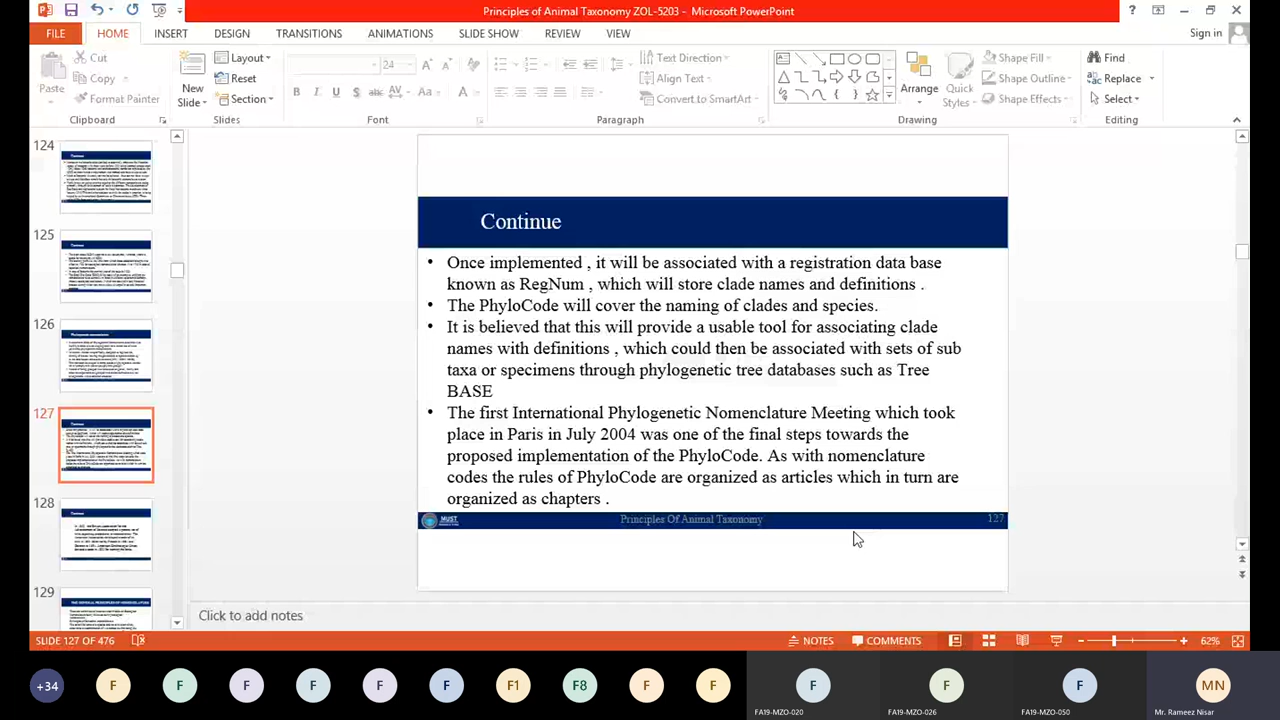 Principles of Animal Taxonomy ZOL-5203 - Microsoft PowerPoint
?
FILE HOME INSERT DESIGN TRANSITIONS ANIMATIONS SLIDE SHOW REVIEW VIEW Sign in
Paste
Cut
Copy
Format Painter
Clipboard
New Slide
Layout
Reset
Section
Slides
24
B I U S abc AV Aa A
Font
Text Direction
Align Text
Convert to SmartArt
Paragraph
Arrange
Quick Styles
Shape Fill
Shape Outline
Shape Effects
Drawing
Find
Replace
Select
Editing
124
125
126
127
128
129
Continue
• Once implemented , it will be associated with a registration data base
known as RegNum , which will store clade names and definitions .
• The PhyloCode will cover the naming of clades and species.
• It is believed that this will provide a usable tool for associating clade
names with definitions , which could then be associated with sets of sub
taxa or specimens through phylogenetic tree databases such as Tree
BASE
• The first International Phylogenetic Nomenclature Meeting which took
place in Paris in July 2004 was one of the final steps towards the
proposed implementation of the PhyloCode. As with nomenclature
codes the rules of PhyloCode are organized as articles which in turn are
organized as chapters .
MUST Principles Of Animal Taxonomy 127
Click to add notes
SLIDE 127 OF 476 NOTES COMMENTS 62%
+34 F F F F F F F1 F8 F F F F F MN
FA19-MZO-020 FA19-MZO-026 FA19-MZO-050 Mr. Rameez Nisar